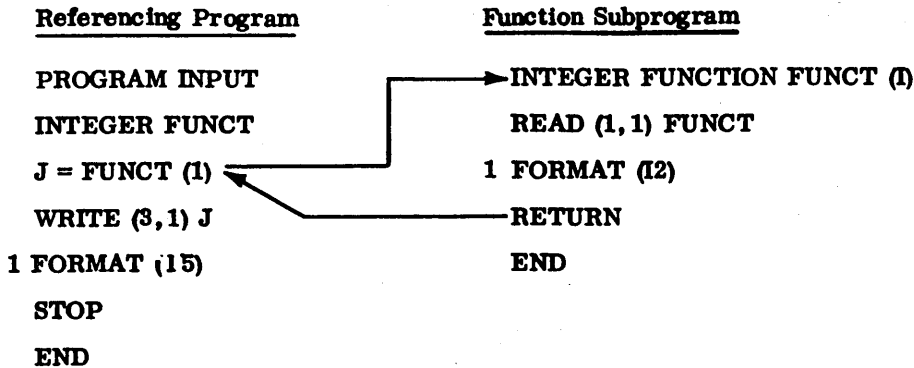 Referencing Program
PROGRAM INPUT
INTEGER FUNCT
J = FUNCT (1)
WRITE (3,1) J
1 FORMAT (I5)
STOP
END
Function Subprogram
INTEGER FUNCTION FUNCT (I)
READ (1,1) FUNCT
1 FORMAT (I2)
RETURN
END